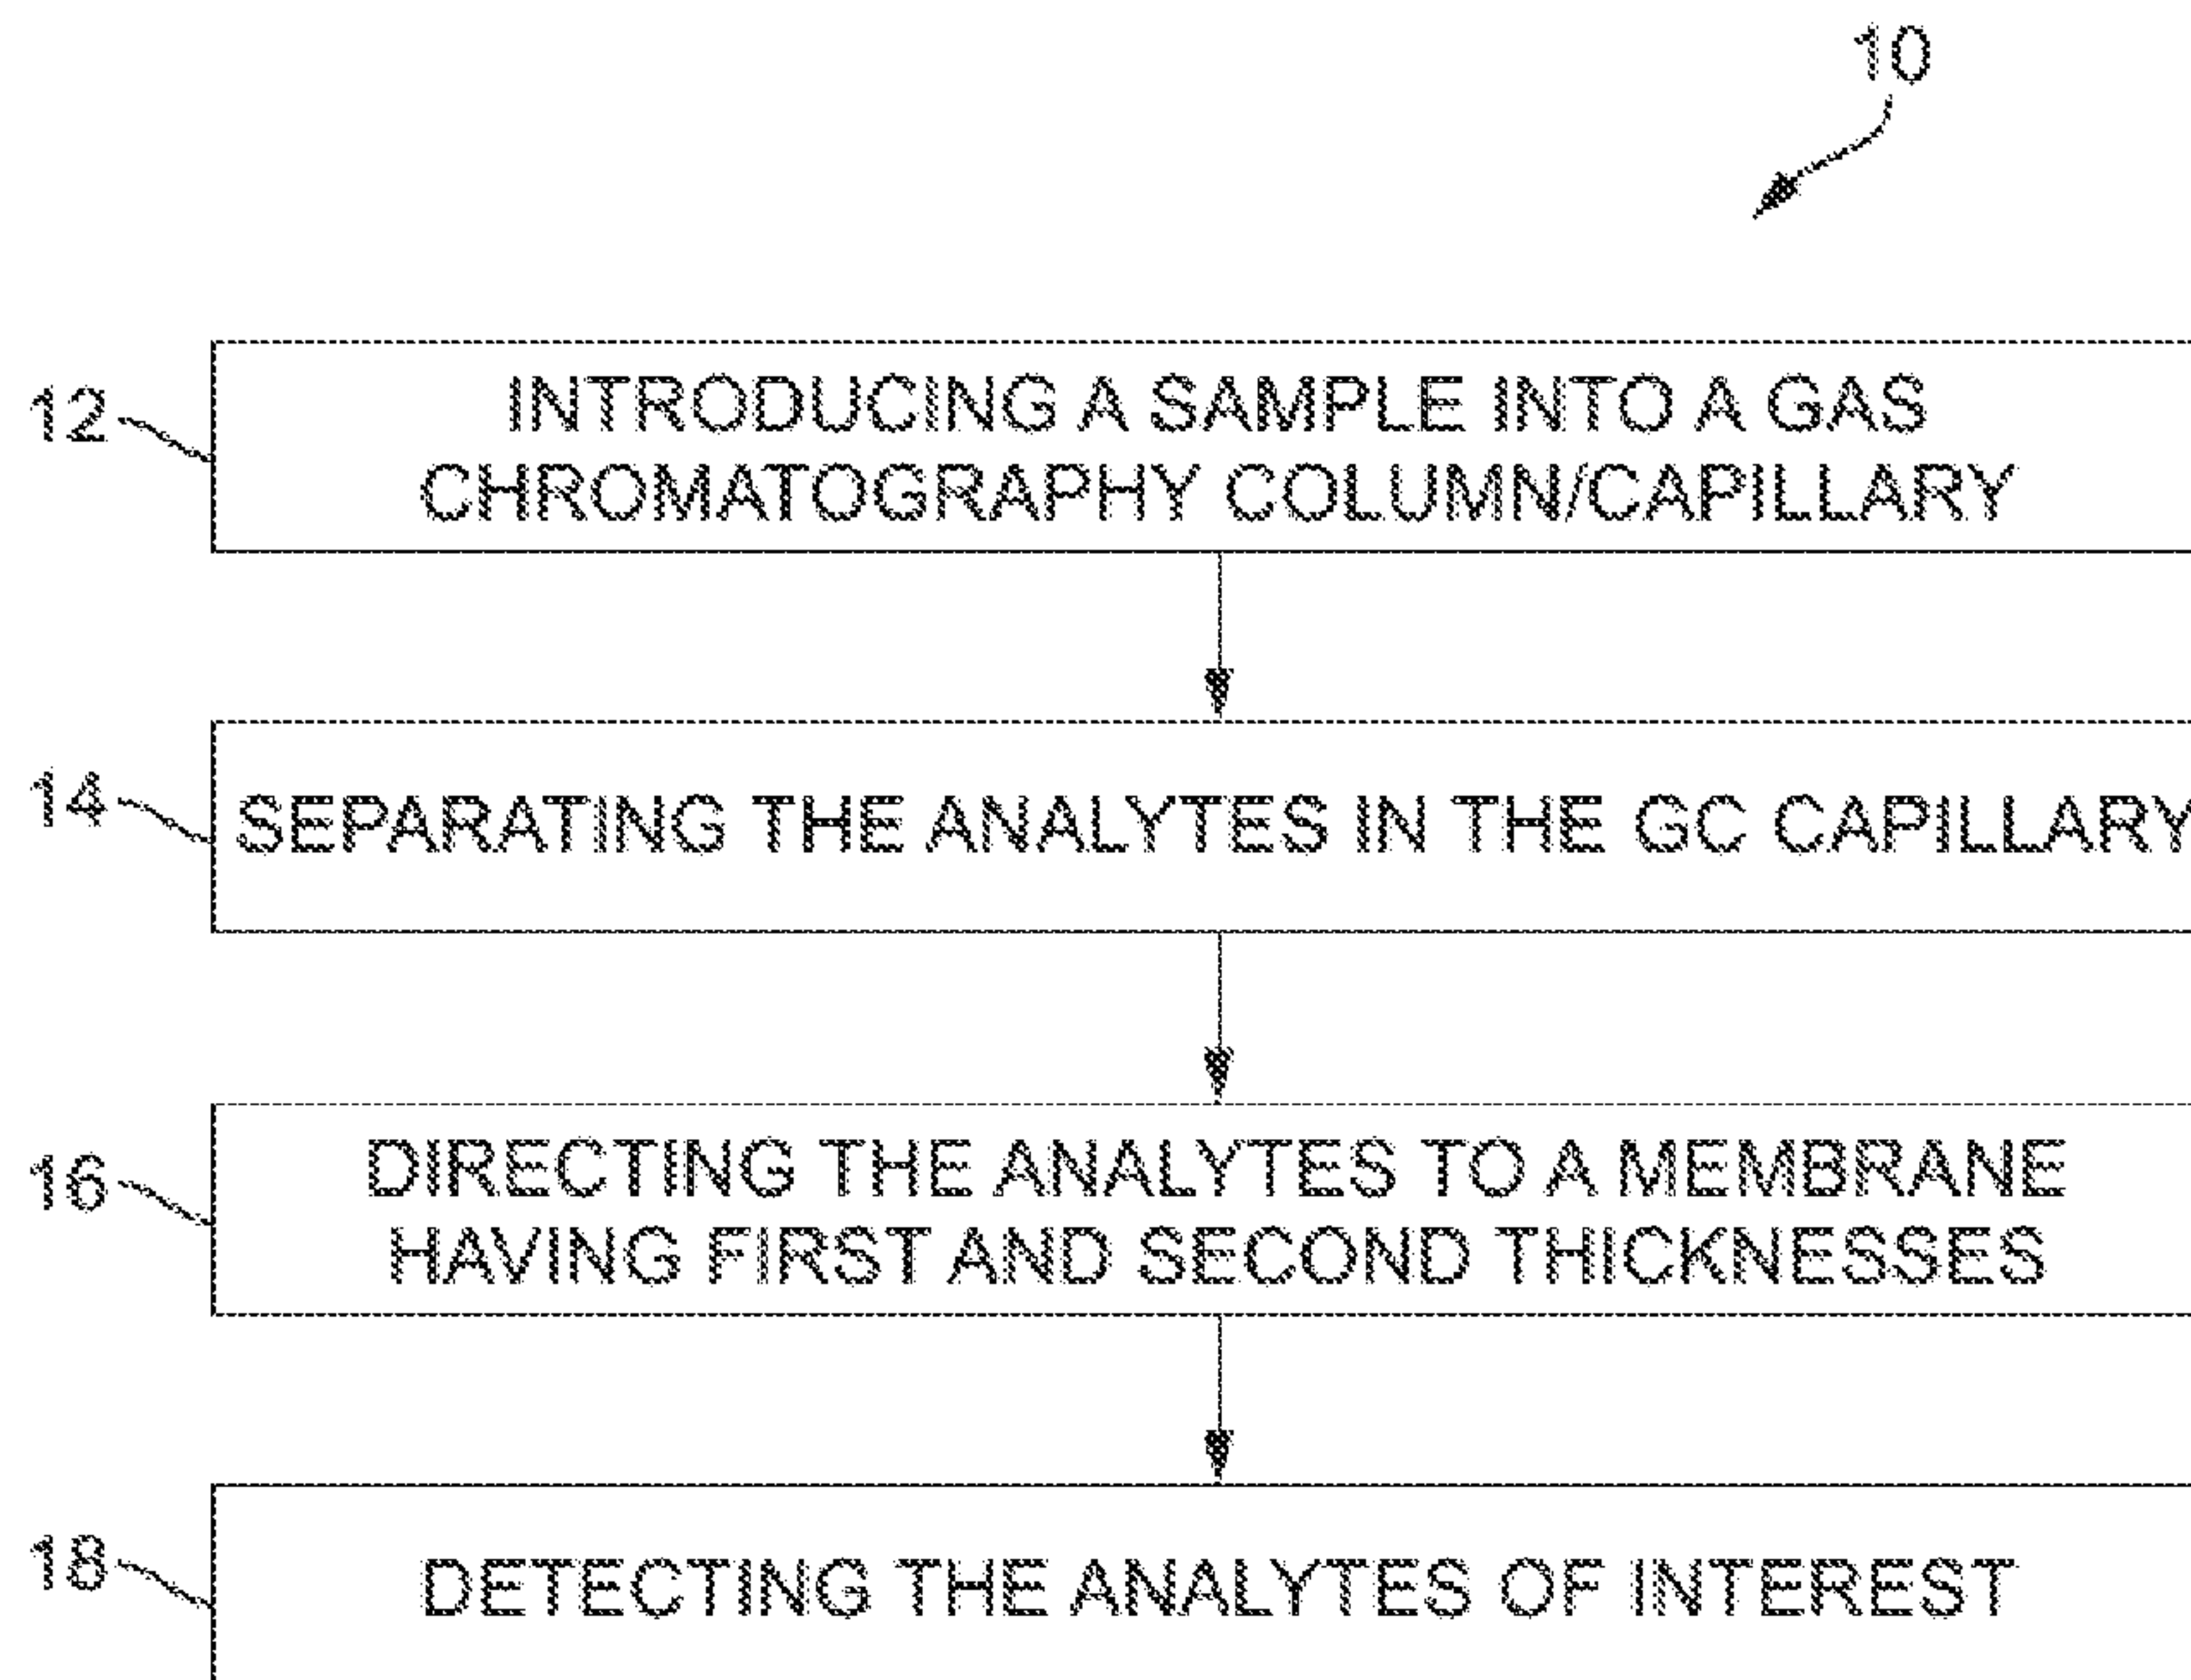 10
12
INTRODUCING A SAMPLE INTO A GAS
CHROMATOGRAPHY COLUMN/CAPILLARY
14
SEPARATING THE ANALYTES IN THE GC CAPILLARY
16
DIRECTING THE ANALYTES TO A MEMBRANE
HAVING FIRST AND SECOND THICKNESSES
18
DETECTING THE ANALYTES OF INTEREST